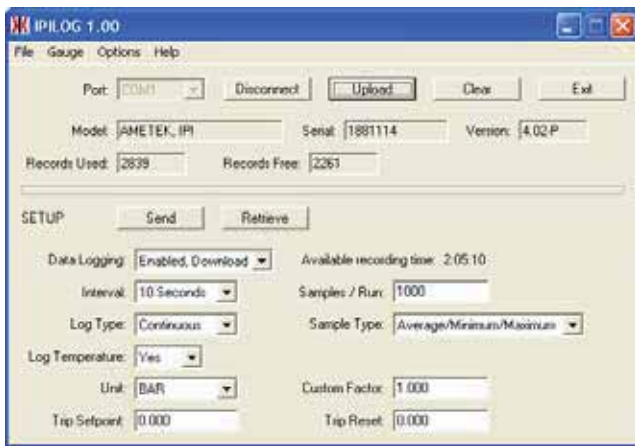 IPILOG 1.00
File Gauge Options Help
Port: COM1 Disconnect Upload Clear Exit
Model: AMETEK, IPI Serial: 1881114 Version: 4.02-P
Records Used: 2839 Records Free: 2261
SETUP Send Retrieve
Data Logging: Enabled, Download Available recording time: 2:05:10
Interval: 10 Seconds Samples / Run: 1000
Log Type: Continuous Sample Type: Average/Minimum/Maximum
Log Temperature: Yes
Unit: BAR Custom Factor: 1.000
Trip Setpoint: 0.000 Trip Reset: 0.000